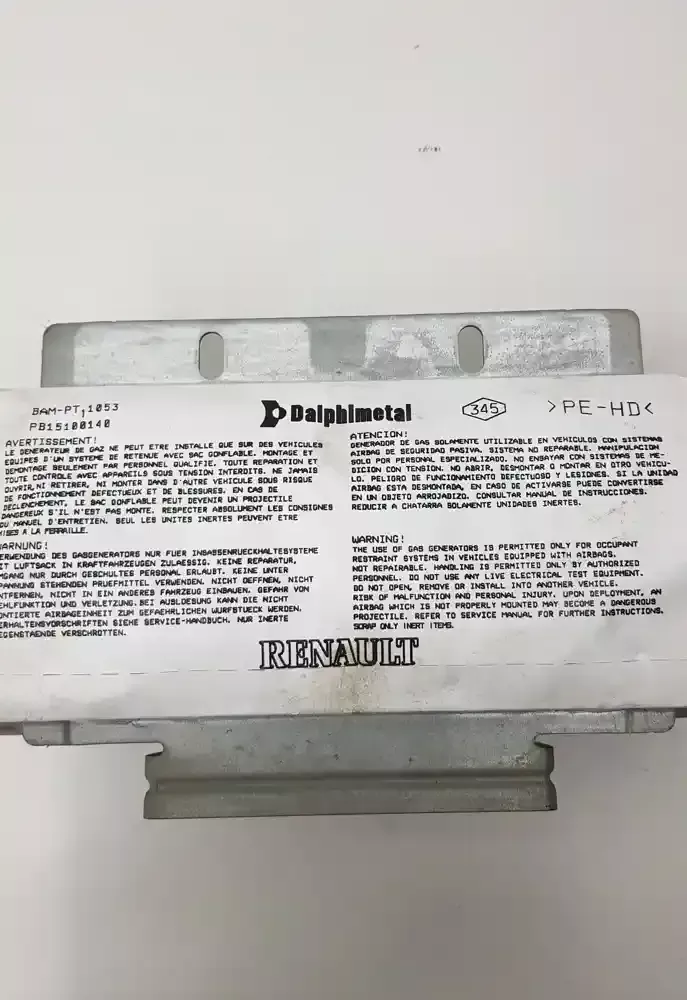 BAM-PT,1053
PB15100140
Dalphimetal
345
>PE-HD<
AVERTISSEMENT!
LE GENERATEUR DE GAZ NE PEUT ETRE INSTALLE QUE SUR DES VEHICULES
EQUIPES D'UN SYSTEME DE RETENUE AVEC SAC GONFLABLE. MONTAGE ET
DEMONTAGE SEULEMENT PAR PERSONNEL QUALIFIE. TOUTE REPARATION ET
TOUTE CONTROLE AVEC APPAREILS SOUS TENSION INTERDITS. NE JAMAIS
OUVRIR, NI RETIRER, NI MONTER DANS D'AUTRE VEHICULE SOUS RISQUE
DE FONCTIONNEMENT DEFECTUEUX ET DE BLESSURES. EN CAS DE
DECLENCHEMENT, LE SAC GONFLABLE PEUT DEVENIR UN PROJECTILE
DANGEREUX S'IL N'EST PAS MONTE. RESPECTER ABSOLUMENT LES CONSIGNES
DU MANUEL D'ENTRETIEN. SEUL LES UNITES INERTES PEUVENT ETRE
MISES A LA FERRAILLE.
ATENCION!
GENERADOR DE GAS SOLAMENTE UTILIZABLE EN VEHICULOS CON SISTEMAS
AIRBAG DE SEGURIDAD PASIVA. SISTEMA NO REPARABLE. MANIPULACION
SOLO POR PERSONAL ESPECIALIZADO. NO ENSAYAR CON SISTEMAS DE ME-
DICION CON TENSION. NO ABRIR, DESMONTAR O MONTAR EN OTRO VEHICU-
LO. PELIGRO DE FUNCIONAMIENTO DEFECTUOSO Y LESIONES. SI LA UNIDAD
AIRBAG ESTA DESMONTADA, EN CASO DE ACTIVARSE PUEDE CONVERTIRSE
EN UN OBJETO ARROJADIZO. CONSULTAR MANUAL DE INSTRUCCIONES.
REDUCIR A CHATARRA SOLAMENTE UNIDADES INERTES.
ARNUNG!
ERWENDUNG DES GASGENERATORS NUR FUER INSASSENRUECKHALTESYSTEME
IT LUFTSACK IN KRAFTFAHRZEUGEN ZULAESSIG. KEINE REPARATUR.
MGANG NUR DURCH GESCHULTES PERSONAL ERLAUBT. KEINE UNTER
PANNUNG STEHENDEN PRUEFMITTEL VERWENDEN. NICHT OEFFNEN, NICHT
NTFERNEN, NICHT IN EIN ANDERES FAHRZEUG EINBAUEN. GEFAHR VON
EHLFUNKTION UND VERLETZUNG. BEI AUSLOESUNG KANN DIE NICHT
ONTIERTE AIRBAGEINHEIT ZUM GEFAEHRLICHEN WURFSTUECK WERDEN.
ERHALTENSVORSCHRIFTEN SIEHE SERVICE-HANDBUCH. NUR INERTE
EGENSTAENDE VERSCHROTTEN.
WARNING!
THE USE OF GAS GENERATORS IS PERMITTED ONLY FOR OCCUPANT
RESTRAINT SYSTEMS IN VEHICLES EQUIPPED WITH AIRBAGS.
NOT REPAIRABLE. HANDLING IS PERMITTED ONLY BY AUTHORIZED
PERSONNEL. DO NOT USE ANY LIVE ELECTRICAL TEST EQUIPMENT.
DO NOT OPEN, REMOVE OR INSTALL INTO ANOTHER VEHICLE.
RISK OF MALFUNCTION AND PERSONAL INJURY. UPON DEPLOYMENT, AN
AIRBAG WHICH IS NOT PROPERLY MOUNTED MAY BECOME A DANGEROUS
PROJECTILE. REFER TO SERVICE MANUAL FOR FURTHER INSTRUCTIONS.
SCRAP ONLY INERT ITEMS.
RENAULT